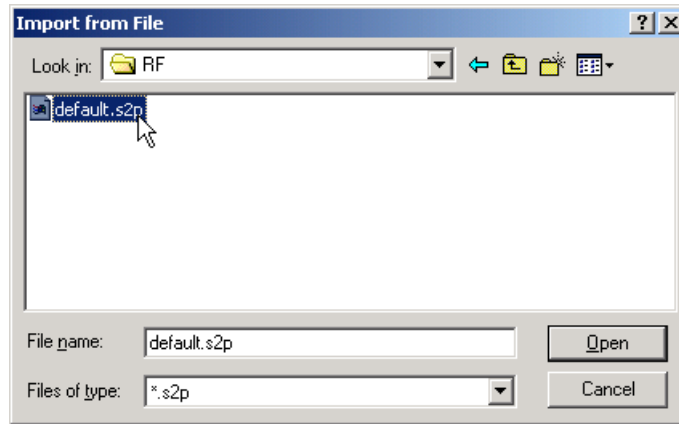 Import from File
Look in: RF
default.s2p
File name: default.s2p Open
Files of type: *.s2p Cancel